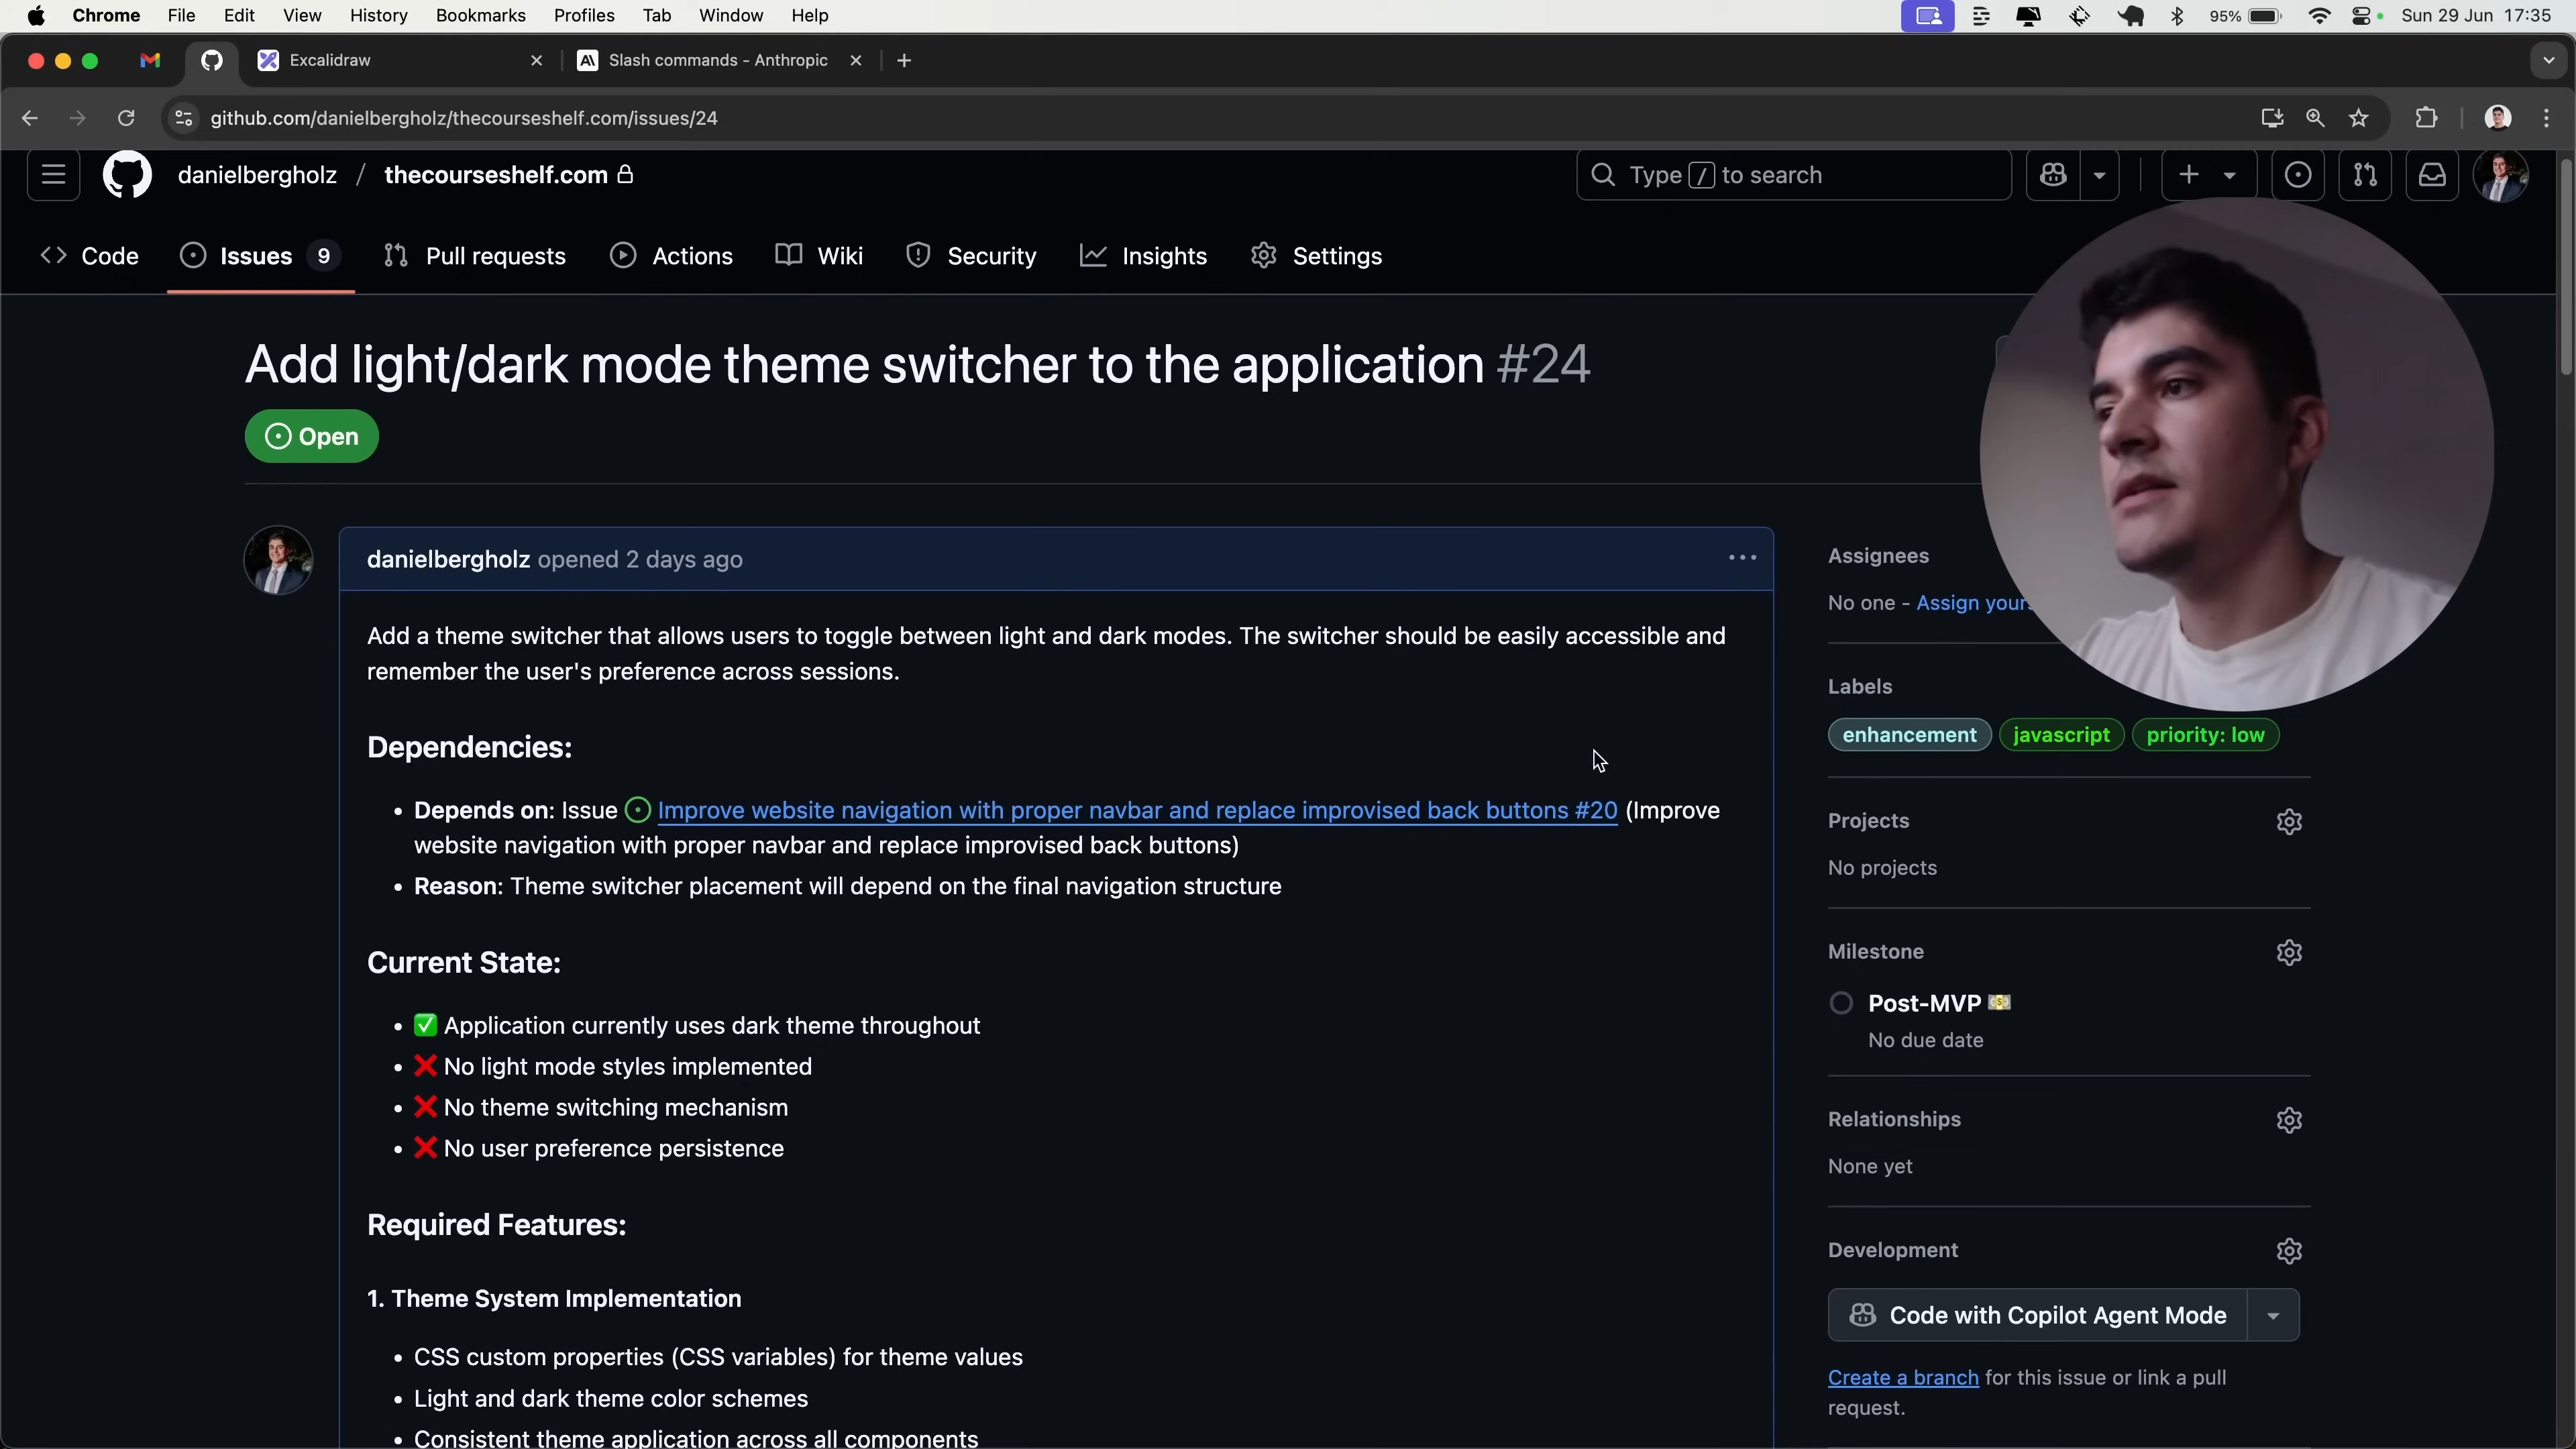 Chrome File Edit View History Bookmarks Profiles Tab Window Help 95% Sun 29 Jun 17:35
Excalidraw Slash commands - Anthropic
github.com/danielbergholz/thecourseshelf.com/issues/24
danielbergholz / thecourseshelf.com Type / to search
Code Issues 9 Pull requests Actions Wiki Security Insights Settings
Add light/dark mode theme switcher to the application #24
Open
danielbergholz opened 2 days ago
Add a theme switcher that allows users to toggle between light and dark modes. The switcher should be easily accessible and
remember the user's preference across sessions.
Dependencies:
• Depends on: Issue Improve website navigation with proper navbar and replace improvised back buttons #20 (Improve
website navigation with proper navbar and replace improvised back buttons)
• Reason: Theme switcher placement will depend on the final navigation structure
Current State:
• ✅ Application currently uses dark theme throughout
• ❌ No light mode styles implemented
• ❌ No theme switching mechanism
• ❌ No user preference persistence
Required Features:
1. Theme System Implementation
• CSS custom properties (CSS variables) for theme values
• Light and dark theme color schemes
• Consistent theme application across all components
Assignees
No one - Assign yours
Labels
enhancement javascript priority: low
Projects
No projects
Milestone
Post-MVP 💵
No due date
Relationships
None yet
Development
Code with Copilot Agent Mode
Create a branch for this issue or link a pull
request.